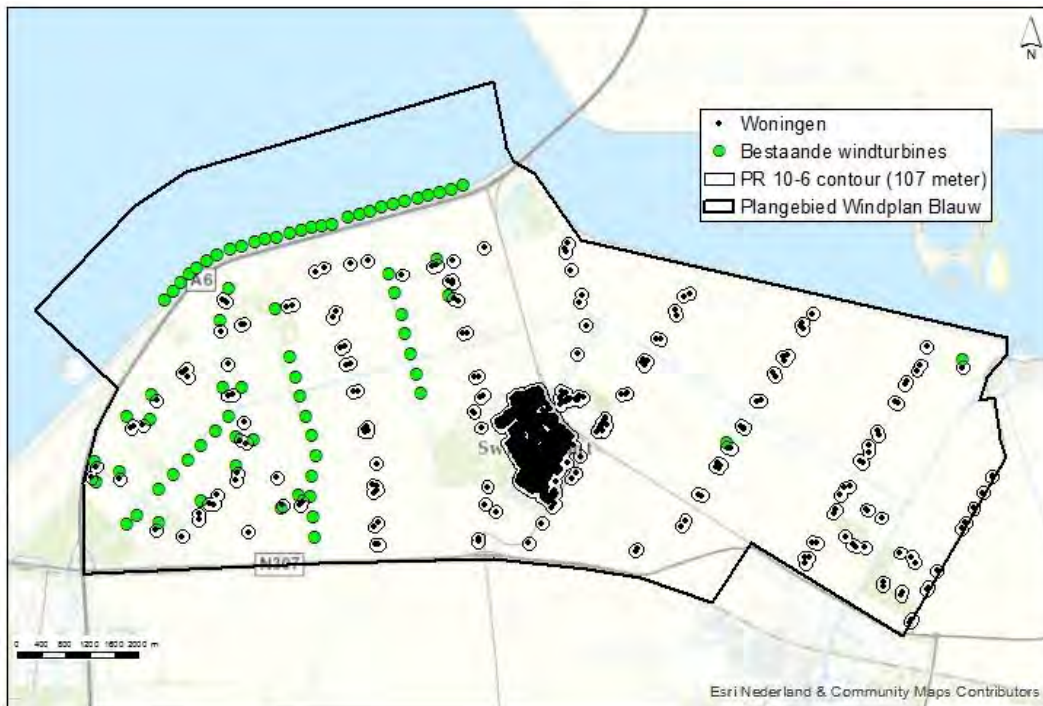 N
Woningen
Bestaande windturbines
PR 10-6 contour (107 meter)
Plangebied Windplan Blauw
A6
Sw
t
N307
0 400 800 1200 1600 2000 m
Esri Nederland & Community Maps Contributors